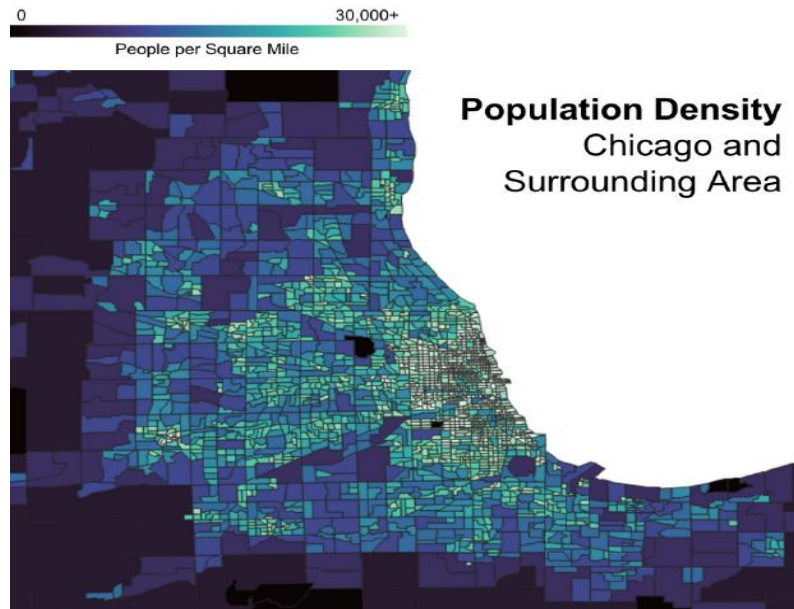 0 30,000+
People per Square Mile
Population Density
Chicago and
Surrounding Area